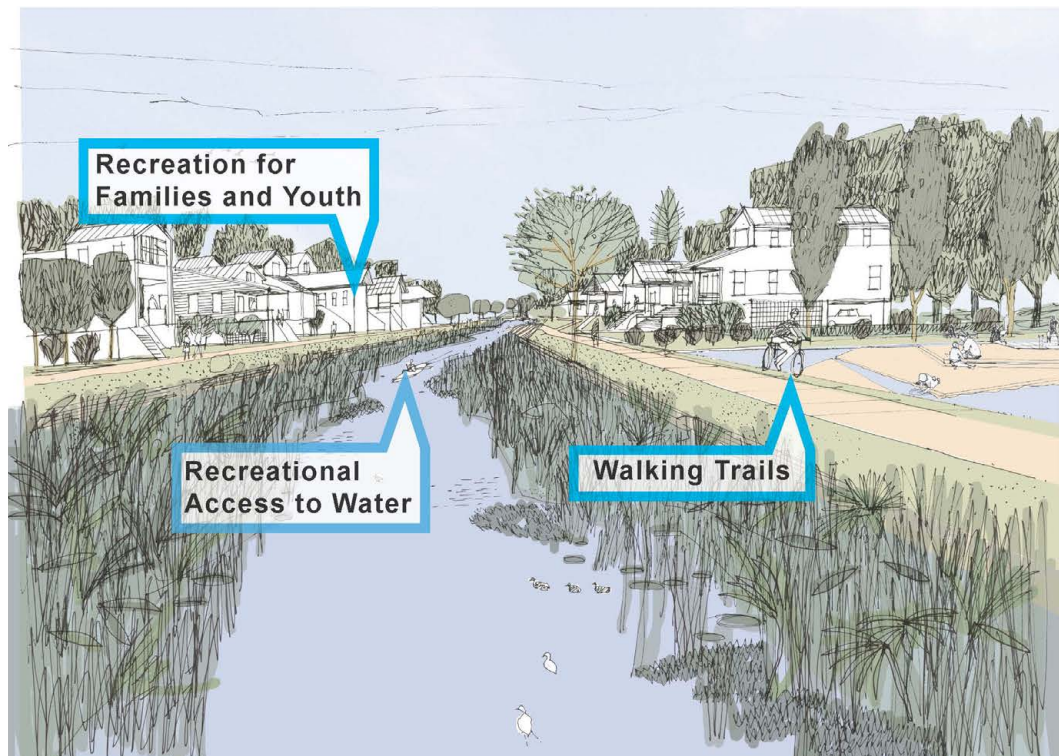 Recreation for
Families and Youth
Recreational
Access to Water
Walking Trails